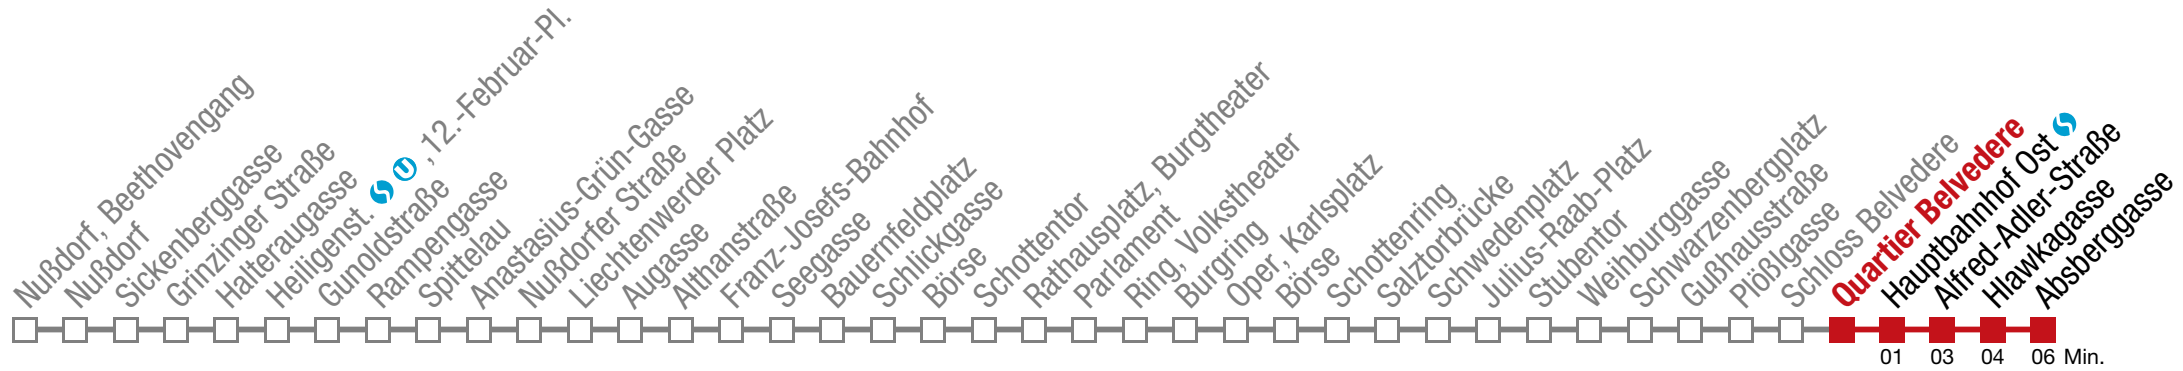 Nußdorf, Beethovengang
Nußdorf
Sickenberggasse
Grinzinger Straße
Halteraugasse
Heiligenst. S U , 12.-Februar-Pl.
Gunoldstraße
Rampengasse
Spittelau
Anastasius-Grün-Gasse
Nußdorfer Straße
Liechtenwerder Platz
Augasse
Althanstraße
Franz-Josefs-Bahnhof
Seegasse
Bauernfeldplatz
Schlickgasse
Börse
Schottentor
Rathausplatz, Burgtheater
Parlament
Ring, Volkstheater
Burgring
Oper, Karlsplatz
Börse
Schottenring
Salztorbrücke
Schwedenplatz
Julius-Raab-Platz
Stubentor
Weihburggasse
Schwarzenbergplatz
Gußhausstraße
Plößlgasse
Schloss Belvedere
Quartier Belvedere
Hauptbahnhof Ost S
Alfred-Adler-Straße
Hlawkagasse
Absberggasse
01 03 04 06 Min.